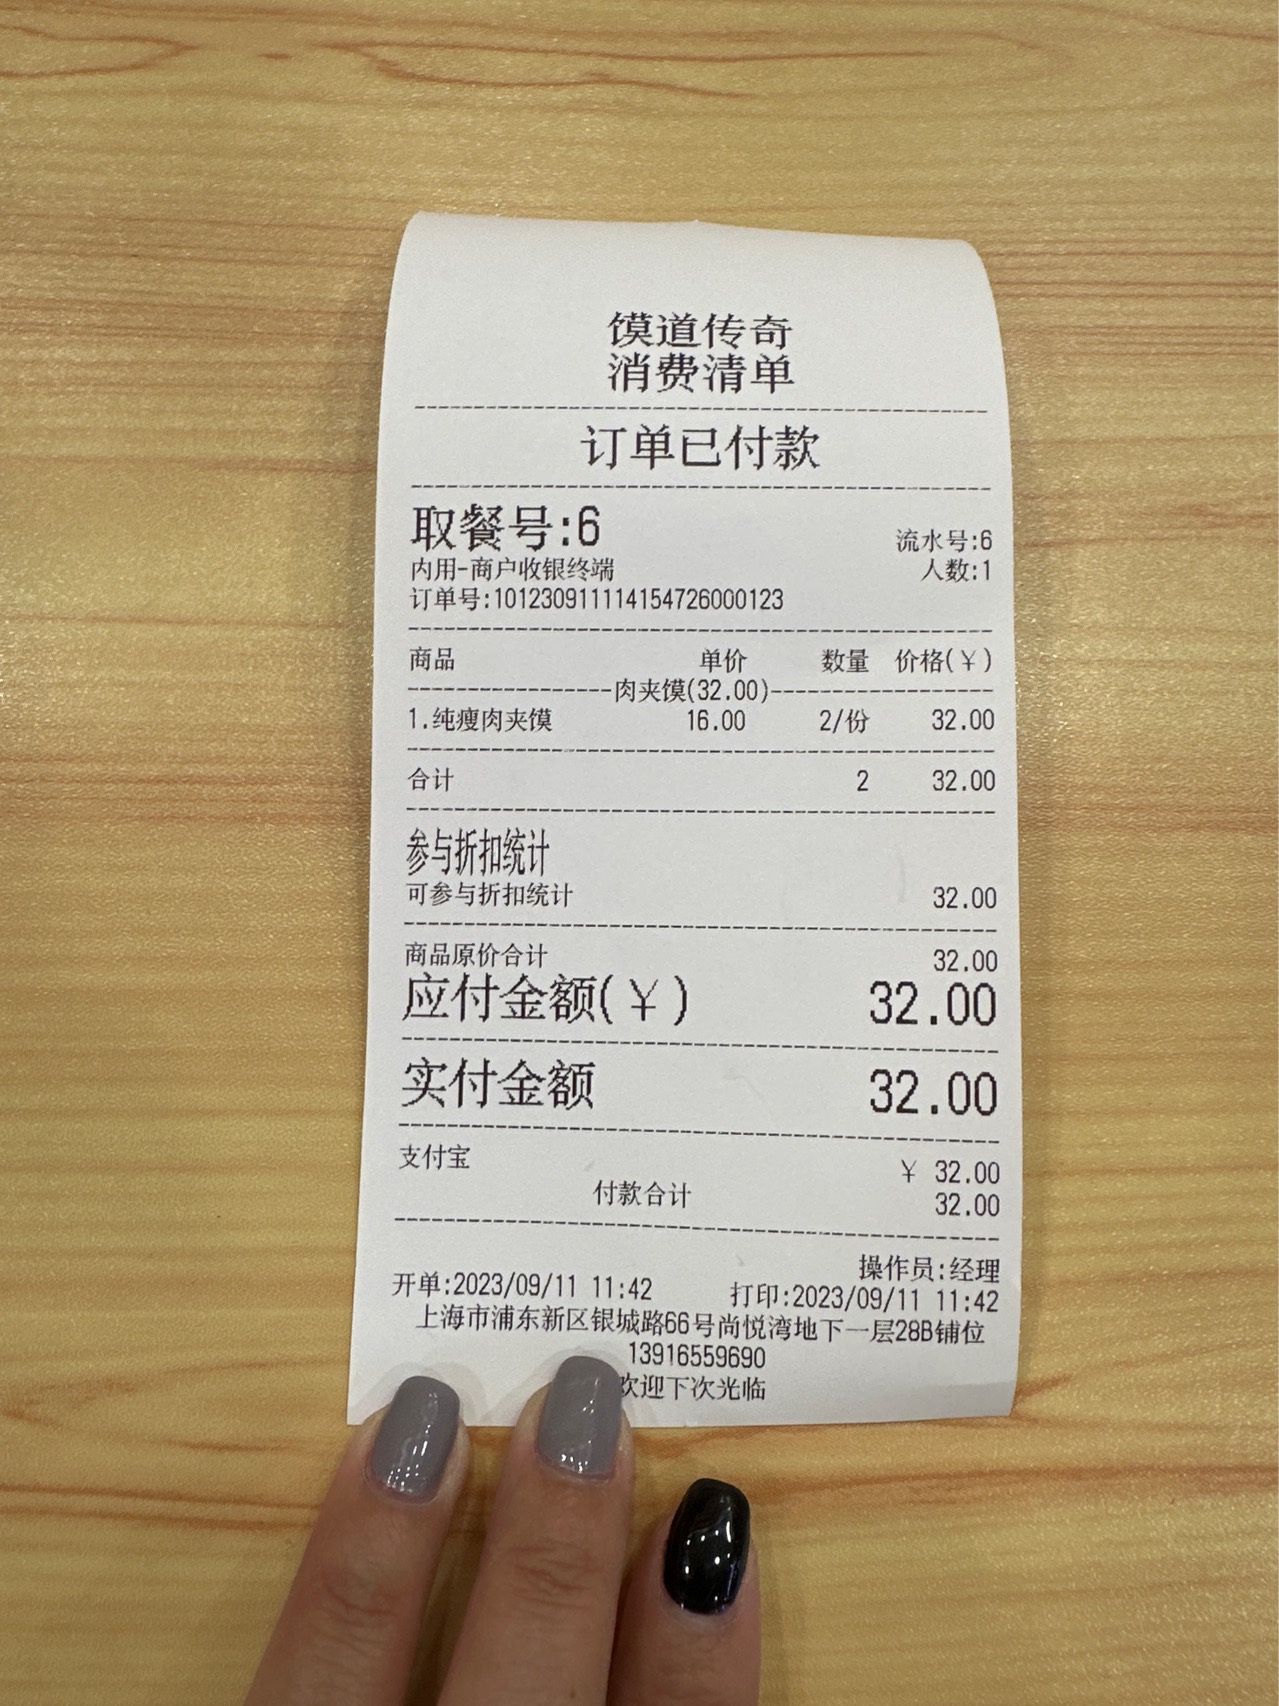 馍道传奇
消费清单
订单已付款
取餐号:6
流水号:6
内用-商户收银终端 人数:1
订单号:101230911114154726000123
商品 单价 数量 价格(￥)
肉夹馍(32.00)
1.纯瘦肉夹馍 16.00 2/份 32.00
合计 2 32.00
参与折扣统计
可参与折扣统计 32.00
商品原价合计 32.00
应付金额(￥) 32.00
实付金额 32.00
支付宝 ￥ 32.00
付款合计 32.00
操作员:经理
开单:2023/09/11 11:42 打印:2023/09/11 11:42
上海市浦东新区银城路66号尚悦湾地下一层28B铺位
13916559690
欢迎下次光临